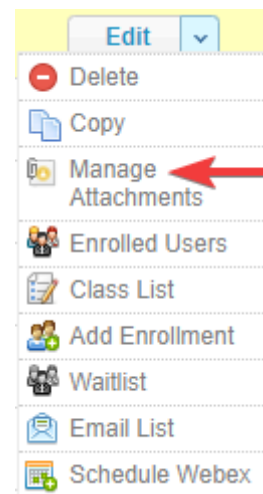 Edit
Delete
Copy
Manage
Attachments
Enrolled Users
Class List
Add Enrollment
Waitlist
Email List
Schedule Webex